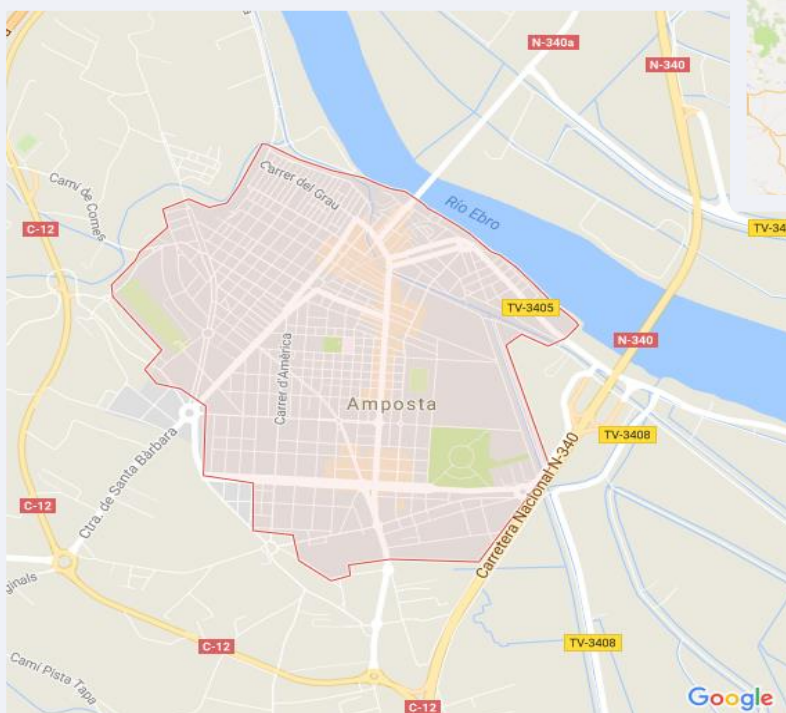 N-340a
N-340
Carrer del Grau
Camí de Comes
Río Ebro
C-12
TV-34
TV-3405
N-340
Carrer d'Amèrica
Amposta
TV-3408
Ctra. de Santa Bàrbara
C-12
Carretera Nacional N-340
ginals
C-12
TV-3408
Camí Pista Tapa
C-12
Google